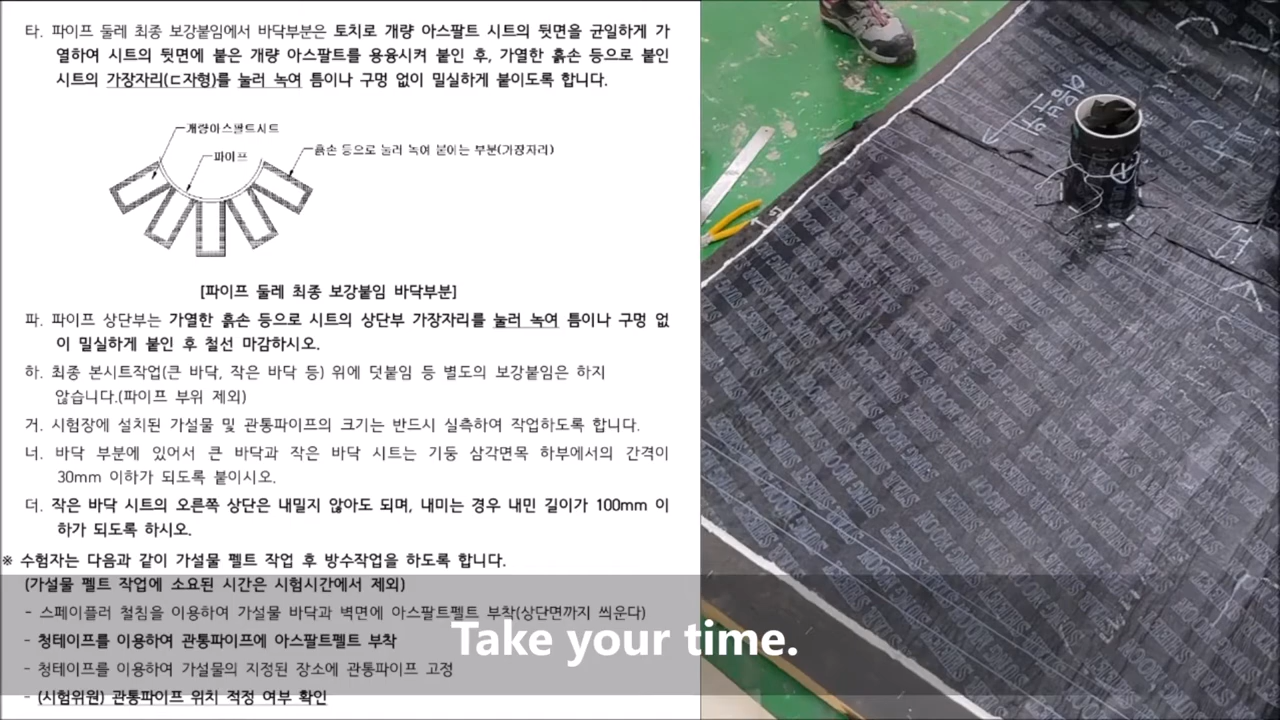 타. 파이프 둘레 최종 보강붙임에서 바닥부분은 토치로 개량 아스팔트 시트의 뒷면을 균일하게 가
열하여 시트의 뒷면에 붙은 개량 아스팔트를 용융시켜 붙인 후, 가열한 흙손 등으로 붙인
시트의 가장자리(ㄷ자형)를 눌러 녹여 틈이나 구멍 없이 밀실하게 붙이도록 합니다.
개량아스팔트시트
파이프
흙손 등으로 눌러 녹여 붙이는 부분(가장자리)
[파이프 둘레 최종 보강붙임 바닥부분]
파. 파이프 상단부는 가열한 흙손 등으로 시트의 상단부 가장자리를 눌러 녹여 틈이나 구멍 없
이 밀실하게 붙인 후 철선 마감하시오.
하. 최종 본시트작업(큰 바닥, 작은 바닥 등) 위에 덧붙임 등 별도의 보강붙임은 하지
않습니다.(파이프 부위 제외)
거. 시험장에 설치된 가설물 및 관통파이프의 크기는 반드시 실측하여 작업하도록 합니다.
너. 바닥 부분에 있어서 큰 바닥과 작은 바닥 시트는 기둥 삼각면목 하부에서의 간격이
30mm 이하가 되도록 붙이시오.
더. 작은 바닥 시트의 오른쪽 상단은 내밀지 않아도 되며, 내미는 경우 내민 길이가 100mm 이
하가 되도록 하시오.
※ 수험자는 다음과 같이 가설물 펠트 작업 후 방수작업을 하도록 합니다.
(가설물 펠트 작업에 소요된 시간은 시험시간에서 제외)
- 스페이플러 철침을 이용하여 가설물 바닥과 벽면에 아스팔트펠트 부착(상단면까지 씌운다)
- 청테이프를 이용하여 관통파이프에 아스팔트펠트 부착
- 청테이프를 이용하여 가설물의 지정된 장소에 관통파이프 고정
- (시험위원) 관통파이프 위치 적정 여부 확인
Take your time.